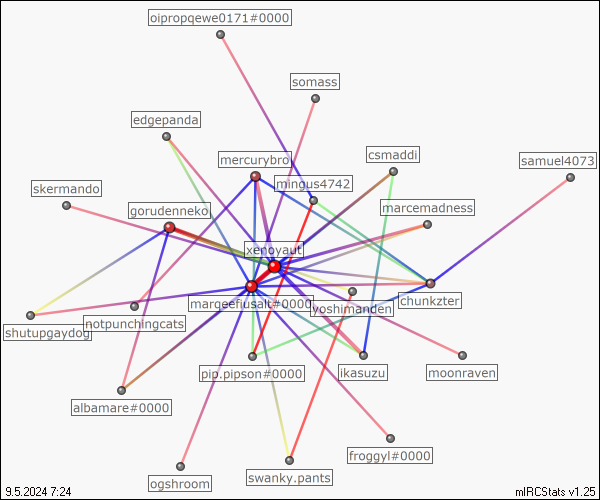 oipropqewe0171#0000
somass
edgepanda
mercurybro
csmaddi
samuel4073
mingus4742
skermando
gorudenneko
marcemadness
xenoyaut
margeefusalt#0000
yoshimanden
chunkzter
shutupgaydog
notpunchingcats
pip.pipson#0000
ikasuzu
moonraven
albamare#0000
froggyl#0000
ogshroom
swanky.pants
9.5.2024 7:24
mIRCStats v1.25